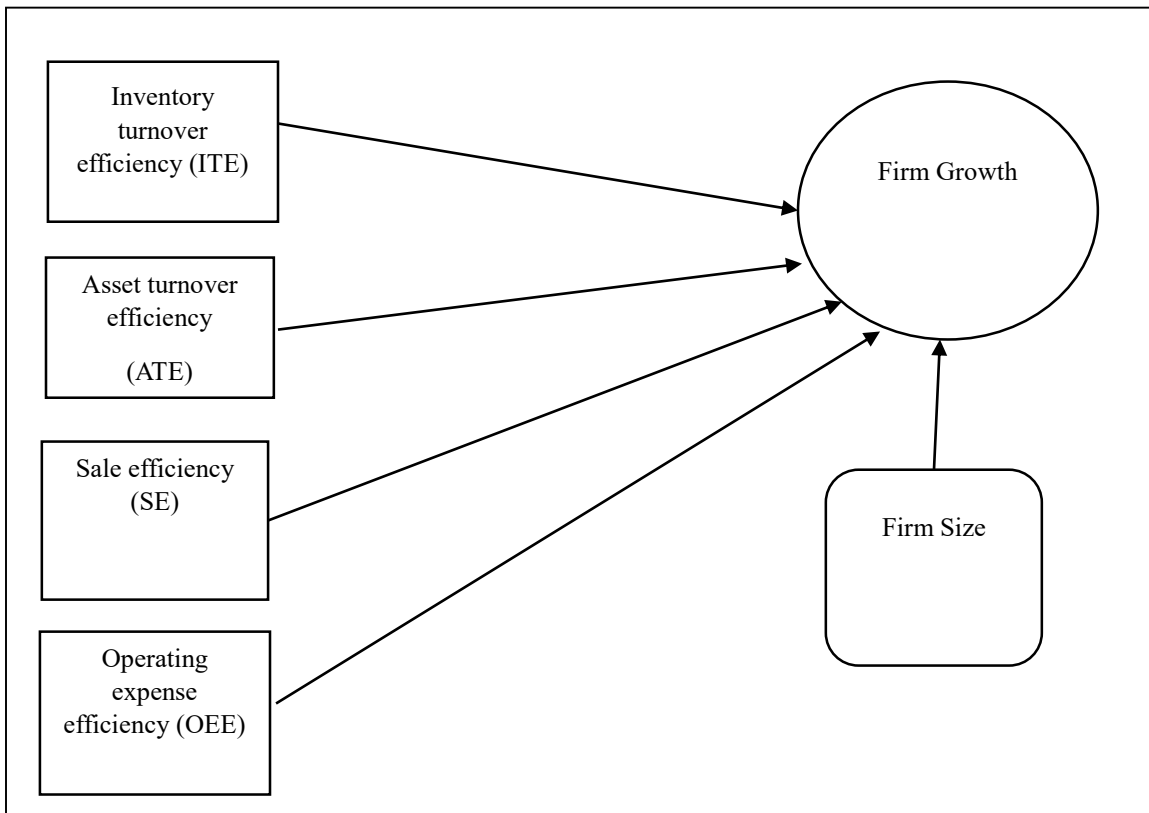 Inventory
turnover
efficiency (ITE)
Firm Growth
Asset turnover
efficiency
(ATE)
Sale efficiency
(SE)
Firm Size
Operating
expense
efficiency (OEE)